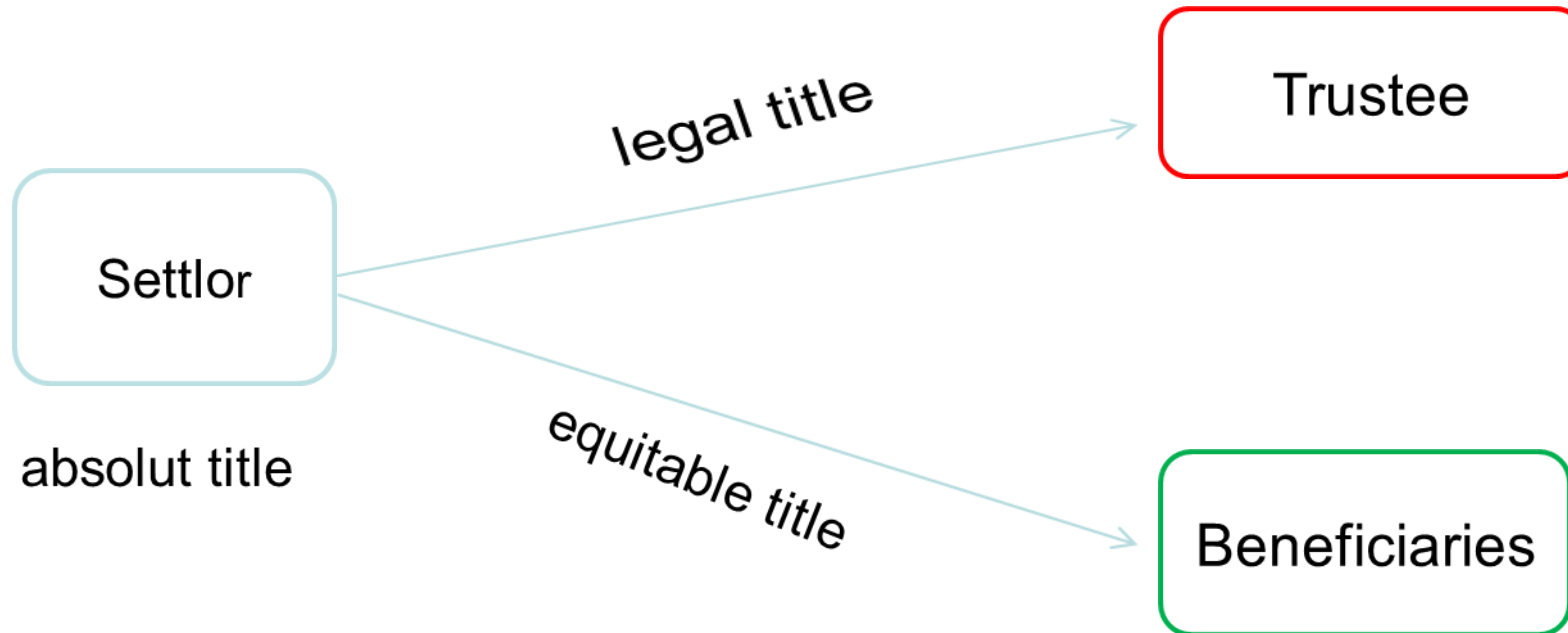 Settlor
absolut title
legal title
equitable title
Trustee
Beneficiaries